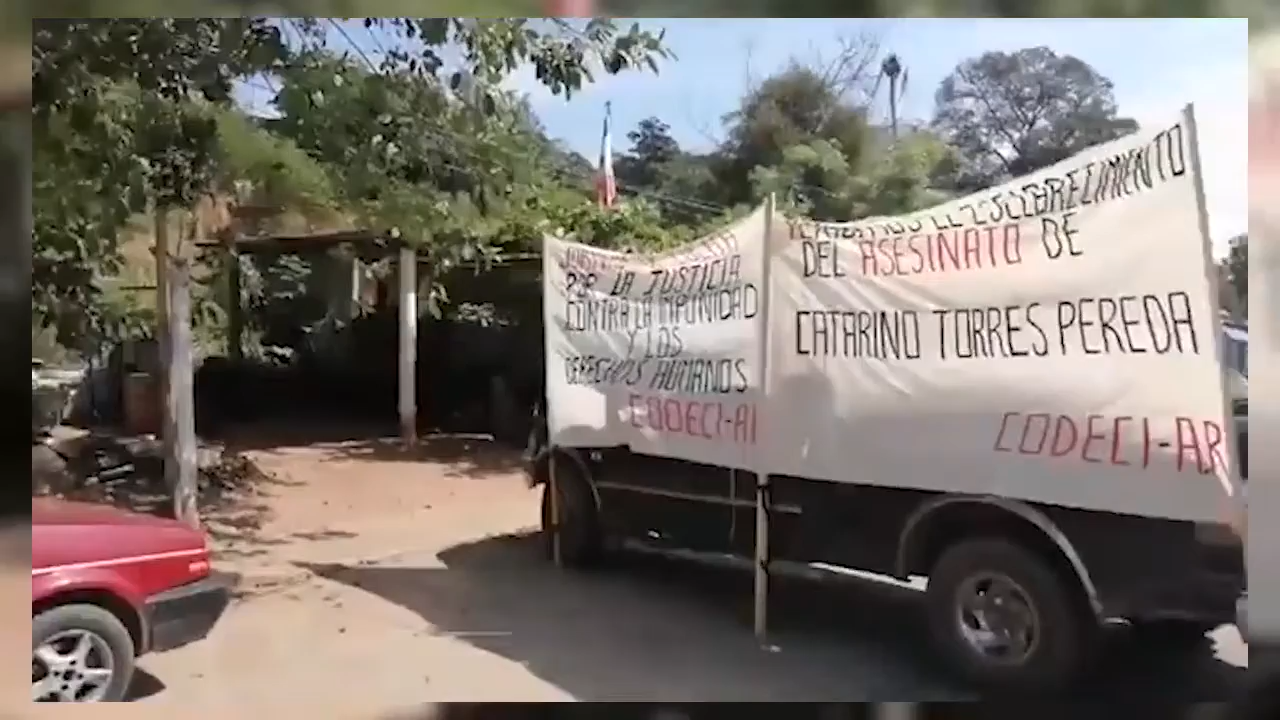 POR LA JUSTICIA
CONTRA LA IMPUNIDAD
Y LOS
DERECHOS HUMANOS
CODECI-AR
EL ESCLARECIMIENTO
DEL ASESINATO DE
CATARINO TORRES PEREDA
CODECI-AR